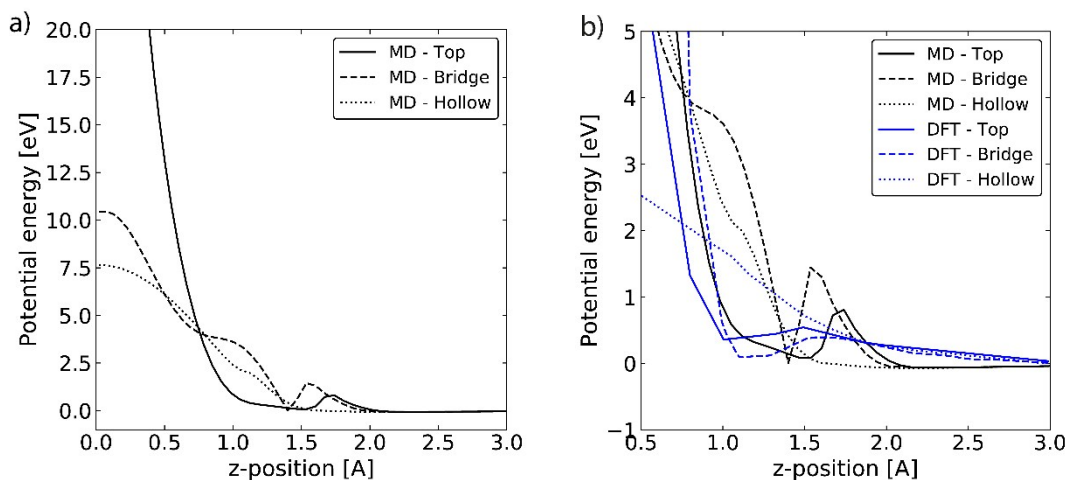 a)
20.0
17.5
15.0
12.5
10.0
7.5
5.0
2.5
0.0
Potential energy [eV]
MD - Top
MD - Bridge
MD - Hollow
0.0 0.5 1.0 1.5 2.0 2.5 3.0
z-position [A]
b)
5
4
3
2
1
0
−1
Potential energy [eV]
MD - Top
MD - Bridge
MD - Hollow
DFT - Top
DFT - Bridge
DFT - Hollow
0.5 1.0 1.5 2.0 2.5 3.0
z-position [A]